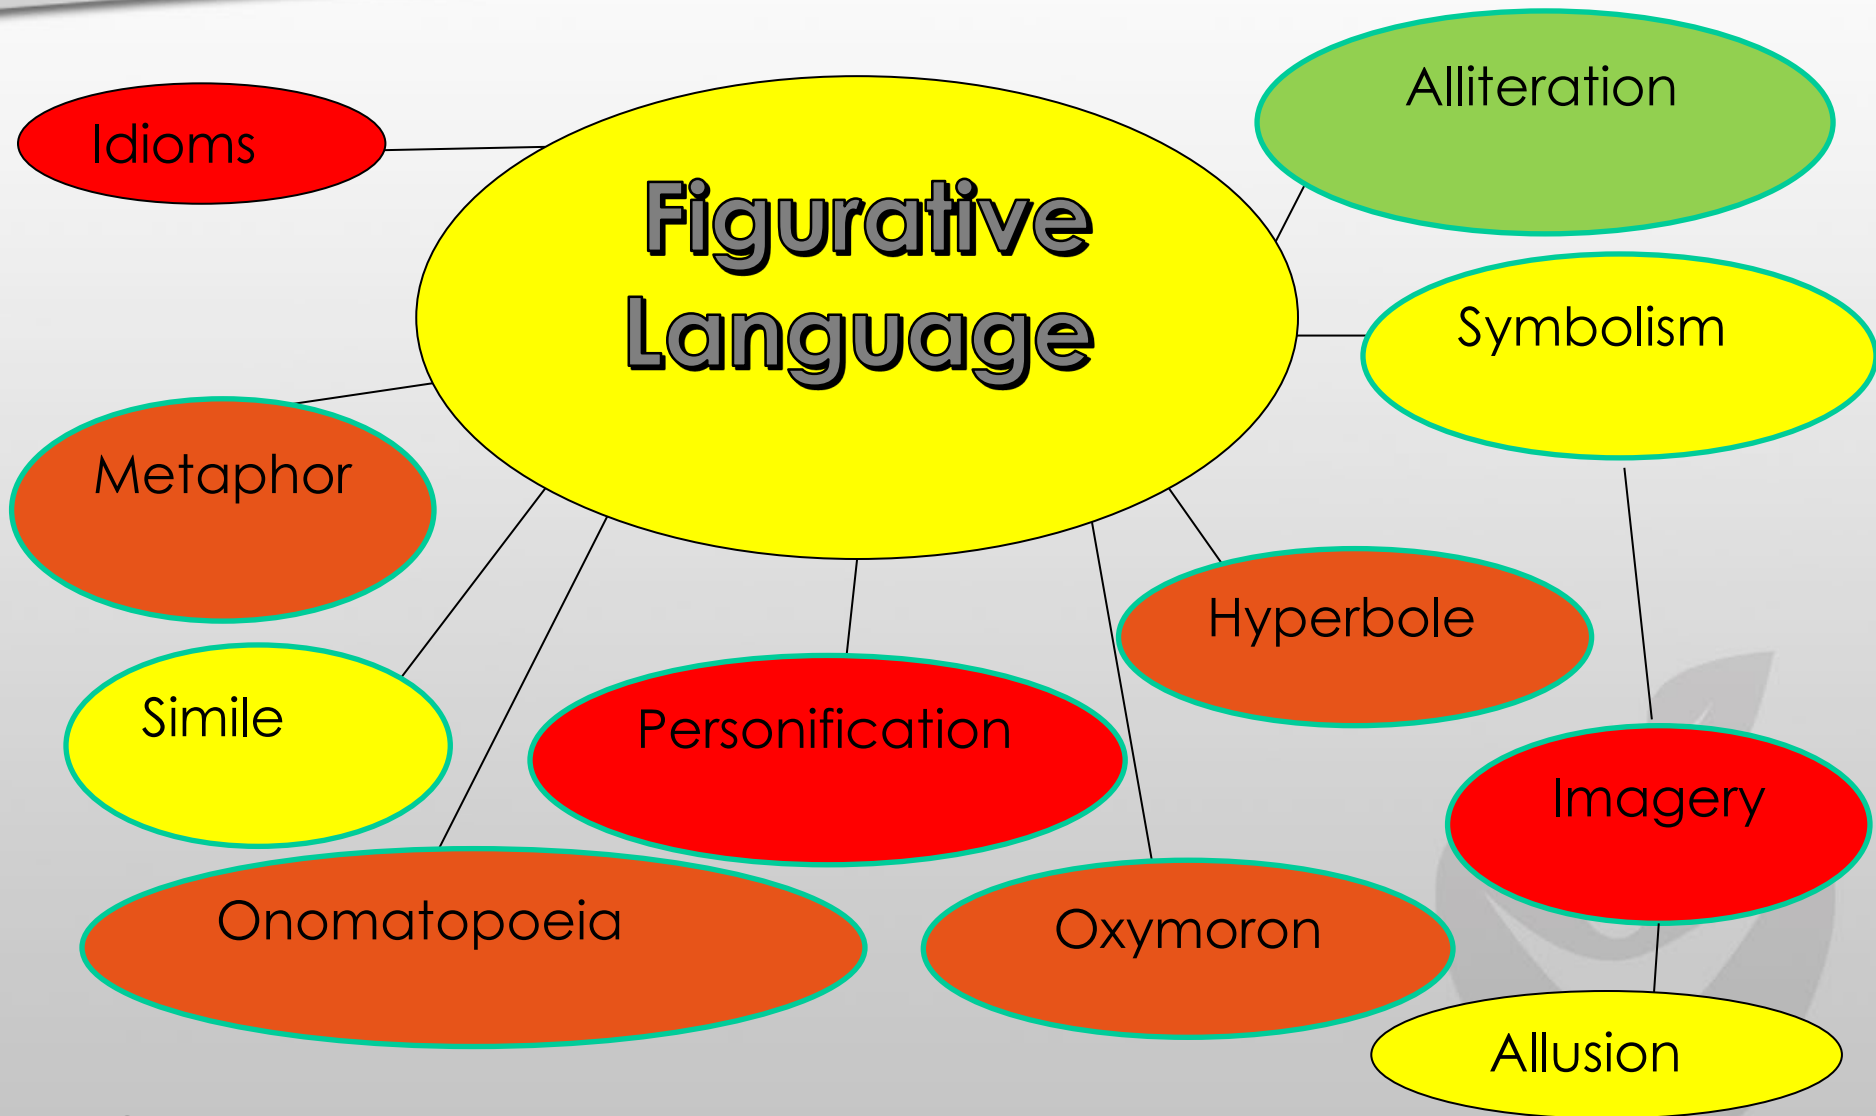 Alliteration
Idioms
Figurative
Language
Symbolism
Metaphor
Hyperbole
Simile
Personification
Imagery
Onomatopoeia
Oxymoron
Allusion